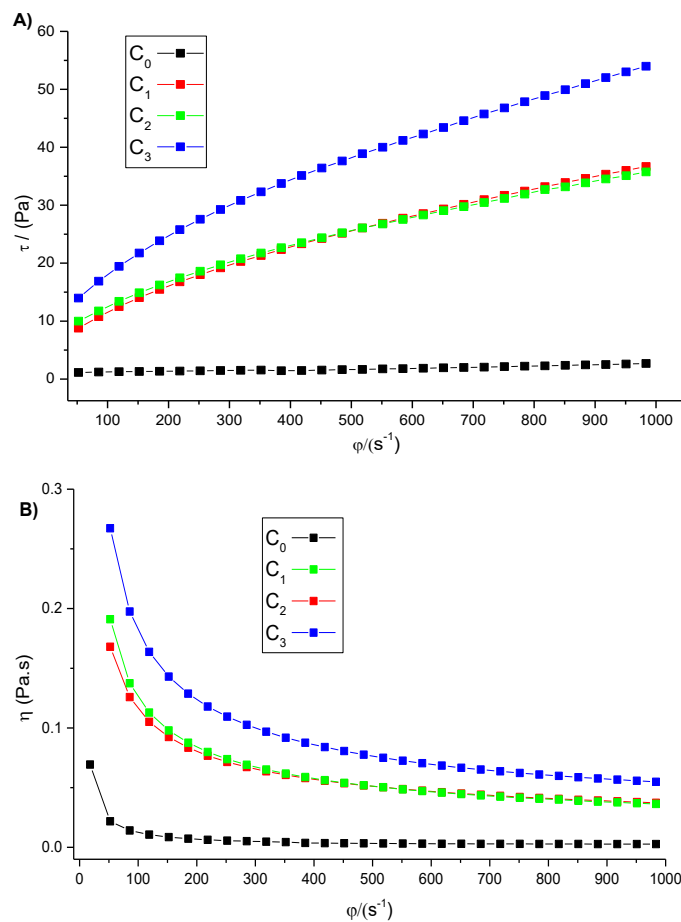 A)
60
50
40
30
20
10
0
τ / (Pa)
C₀
C₁
C₂
C₃
100 200 300 400 500 600 700 800 900 1000
φ/(s⁻¹)
B)
0.3
0.2
0.1
0.0
η (Pa.s)
C₀
C₁
C₂
C₃
0 100 200 300 400 500 600 700 800 900 1000
φ/(s⁻¹)